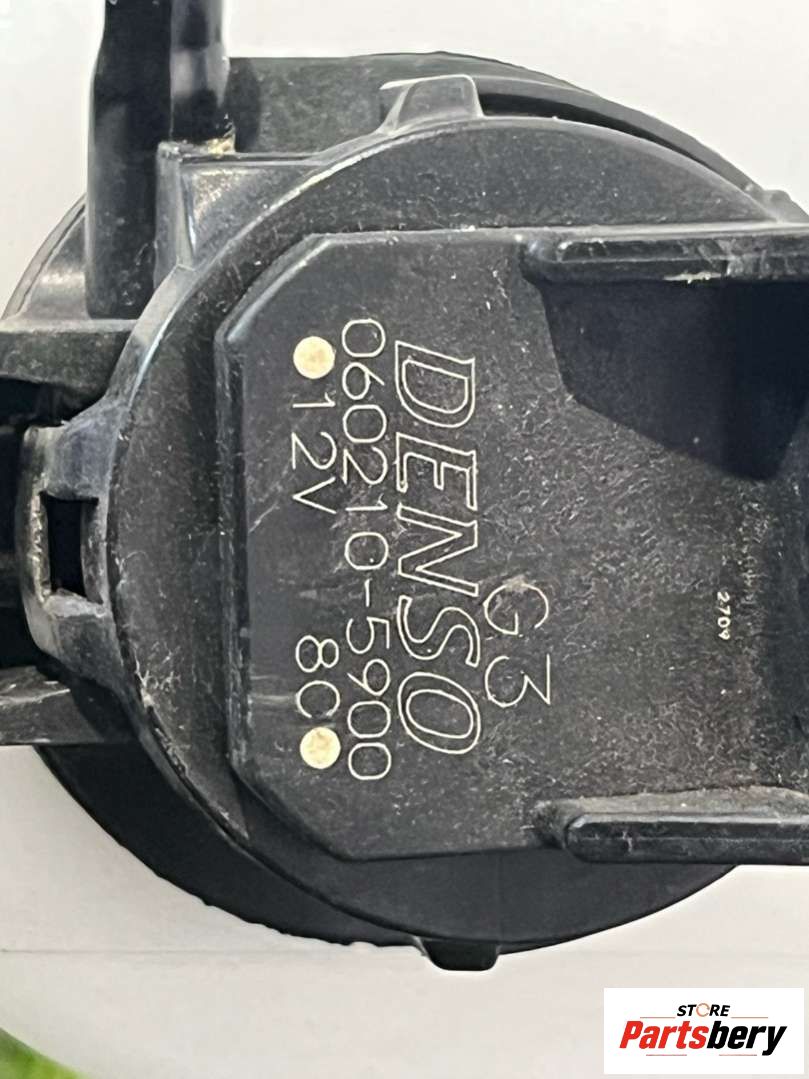 G3
DENSO
060210-5900
12V 8C
2709
STORE
Partsbery